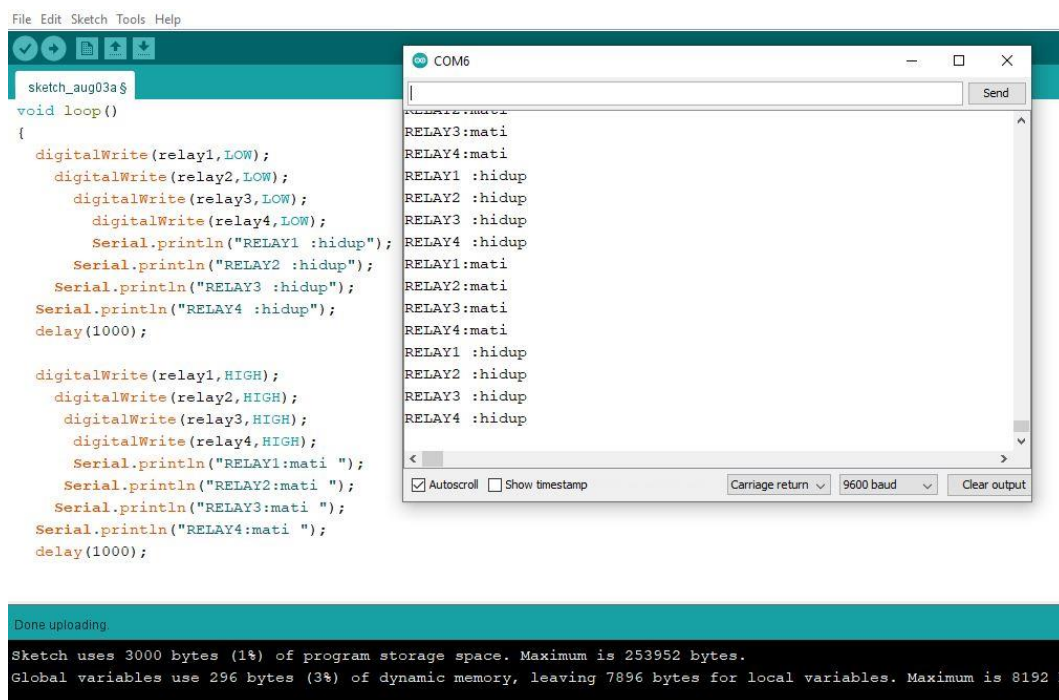 File Edit Sketch Tools Help
sketch_aug03a §
void loop()
{
digitalWrite(relay1,LOW);
digitalWrite(relay2,LOW);
digitalWrite(relay3,LOW);
digitalWrite(relay4,LOW);
Serial.println("RELAY1 :hidup");
Serial.println("RELAY2 :hidup");
Serial.println("RELAY3 :hidup");
Serial.println("RELAY4 :hidup");
delay(1000);
digitalWrite(relay1,HIGH);
digitalWrite(relay2,HIGH);
digitalWrite(relay3,HIGH);
digitalWrite(relay4,HIGH);
Serial.println("RELAY1:mati ");
Serial.println("RELAY2:mati ");
Serial.println("RELAY3:mati ");
Serial.println("RELAY4:mati ");
delay(1000);
COM6
Send
RELAY2:mati
RELAY3:mati
RELAY4:mati
RELAY1 :hidup
RELAY2 :hidup
RELAY3 :hidup
RELAY4 :hidup
RELAY1:mati
RELAY2:mati
RELAY3:mati
RELAY4:mati
RELAY1 :hidup
RELAY2 :hidup
RELAY3 :hidup
RELAY4 :hidup
Autoscroll Show timestamp Carriage return 9600 baud Clear output
Done uploading.
Sketch uses 3000 bytes (1%) of program storage space. Maximum is 253952 bytes.
Global variables use 296 bytes (3%) of dynamic memory, leaving 7896 bytes for local variables. Maximum is 8192